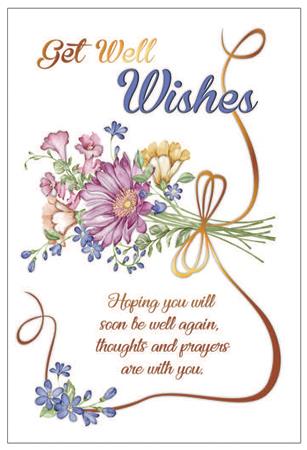 Get Well
Wishes
Hoping you will
soon be well again,
thoughts and prayers
are with you.